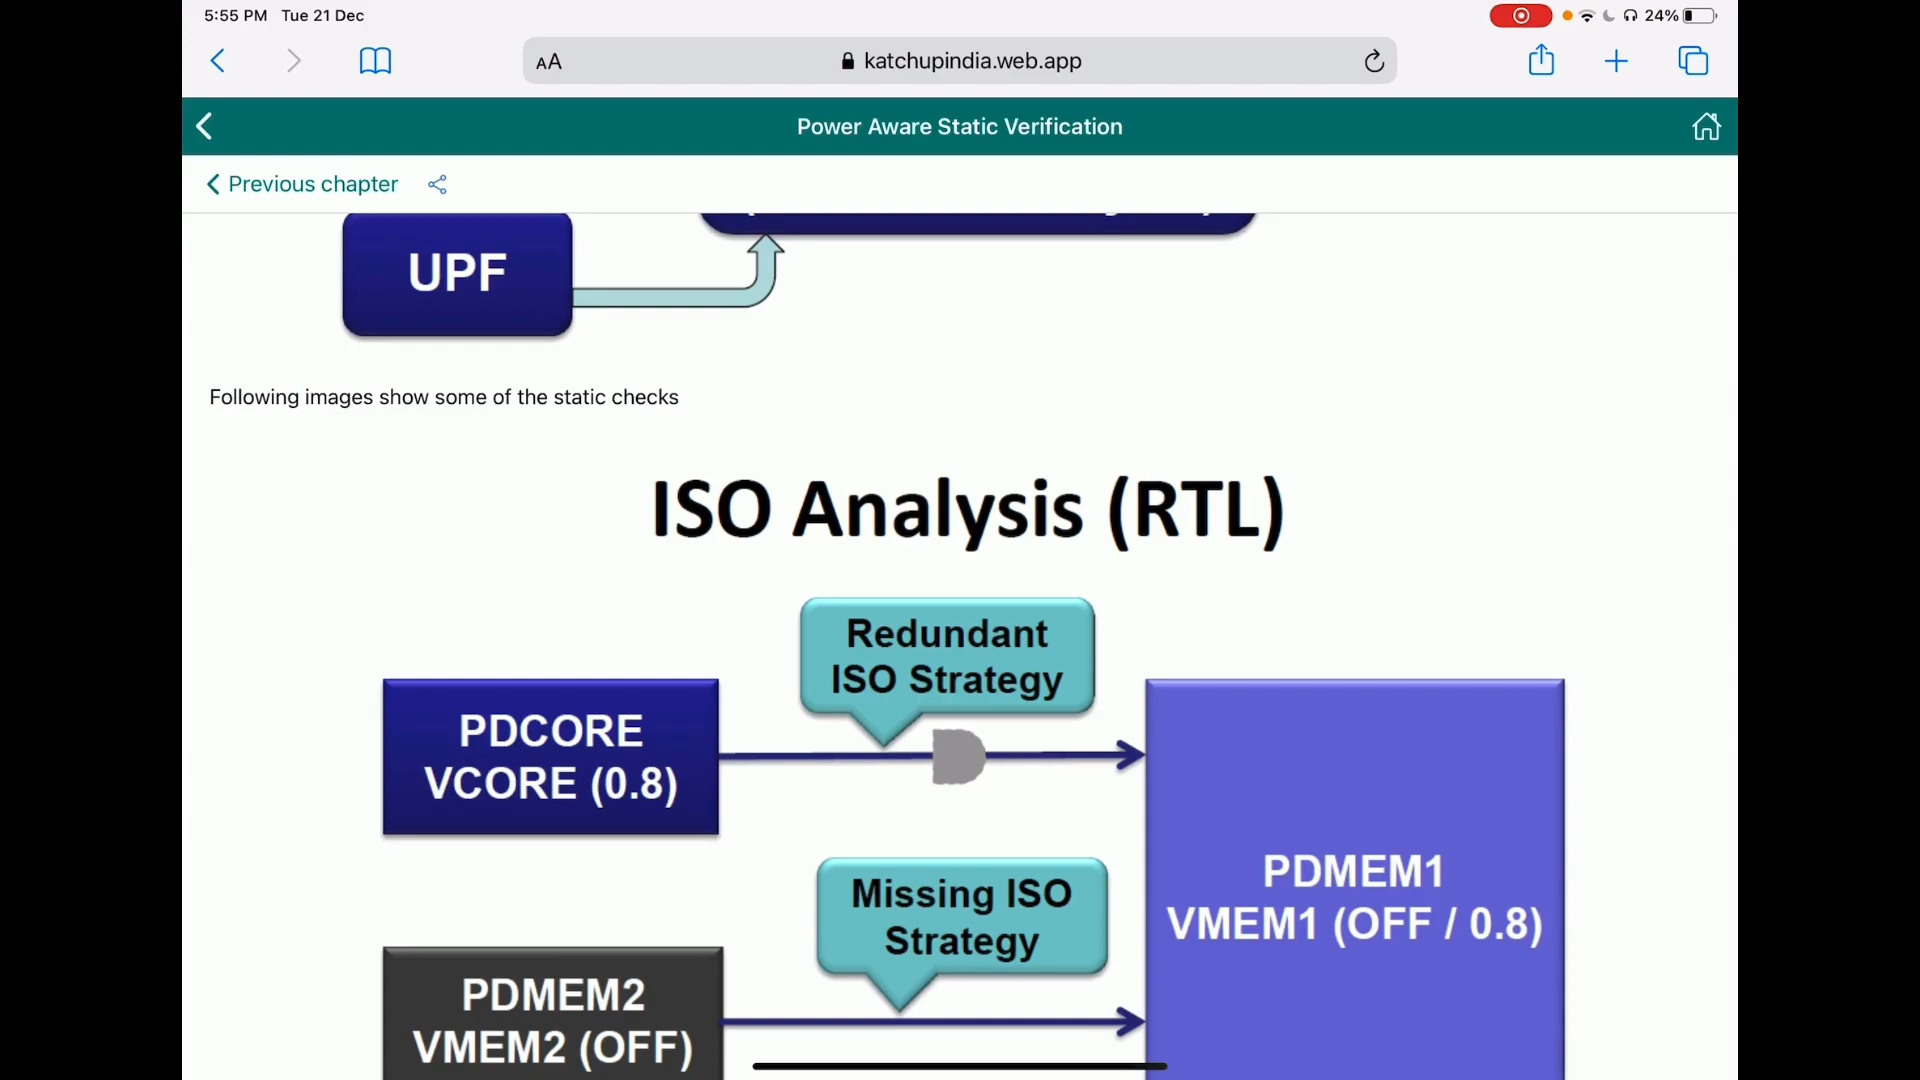 5:55 PM Tue 21 Dec
24%
AA
katchupindia.web.app
Power Aware Static Verification
Previous chapter
UPF
Following images show some of the static checks
ISO Analysis (RTL)
Redundant
ISO Strategy
PDCORE
VCORE (0.8)
Missing ISO
Strategy
PDMEM1
VMEM1 (OFF / 0.8)
PDMEM2
VMEM2 (OFF)